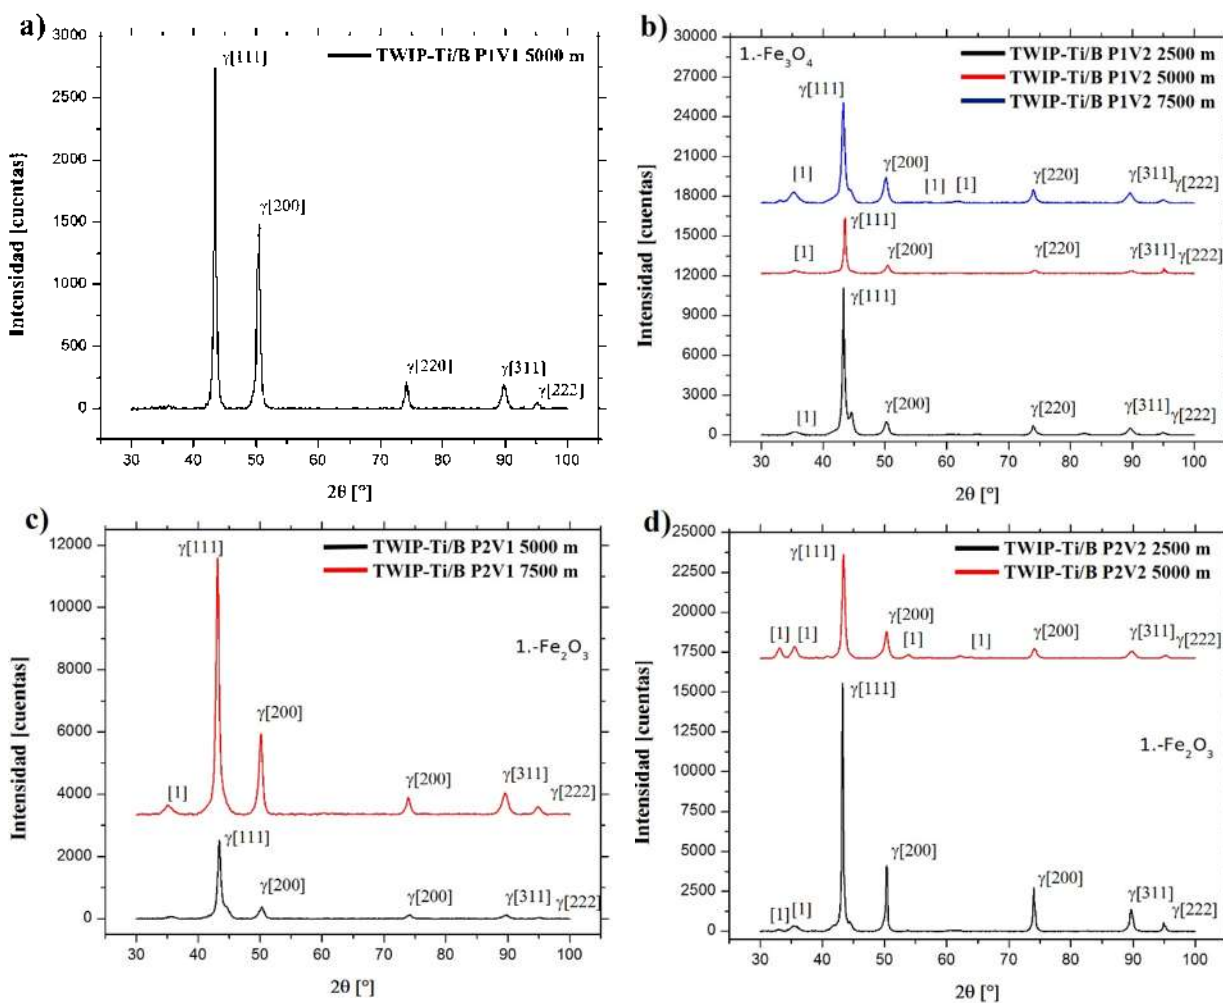 a)
TWIP-Ti/B P1V1 5000 m
γ[111]
γ[200]
γ[220]
γ[311]
γ[222]
Intensidad [cuentas]
3000
2500
2000
1500
1000
500
0
30 40 50 60 70 80 90 100
2θ [°]
b)
1.-Fe₃O₄
TWIP-Ti/B P1V2 2500 m
TWIP-Ti/B P1V2 5000 m
TWIP-Ti/B P1V2 7500 m
γ[111]
[1] γ[200] [1] [1] γ[220] γ[311] γ[222]
γ[111]
[1] γ[200] γ[220] γ[311] γ[222]
γ[111]
[1] γ[200] γ[220] γ[311] γ[222]
Intensidad [cuentas]
30000
27000
24000
21000
18000
15000
12000
9000
6000
3000
0
30 40 50 60 70 80 90 100
2θ [°]
c)
TWIP-Ti/B P2V1 5000 m
TWIP-Ti/B P2V1 7500 m
1.-Fe₂O₃
γ[111]
[1] γ[200] γ[200] γ[311] γ[222]
γ[111]
γ[200] γ[200] γ[311] γ[222]
Intensidad [cuentas]
12000
10000
8000
6000
4000
2000
0
30 40 50 60 70 80 90 100
2θ [°]
d)
TWIP-Ti/B P2V2 2500 m
TWIP-Ti/B P2V2 5000 m
γ[111]
[1] [1] γ[200] [1] [1] γ[200] γ[311] γ[222]
γ[111]
1.-Fe₂O₃
[1] [1] γ[200] γ[200] γ[311] γ[222]
Intensidad [cuentas]
25000
22500
20000
17500
15000
12500
10000
7500
5000
2500
0
30 40 50 60 70 80 90 100
2θ [°]